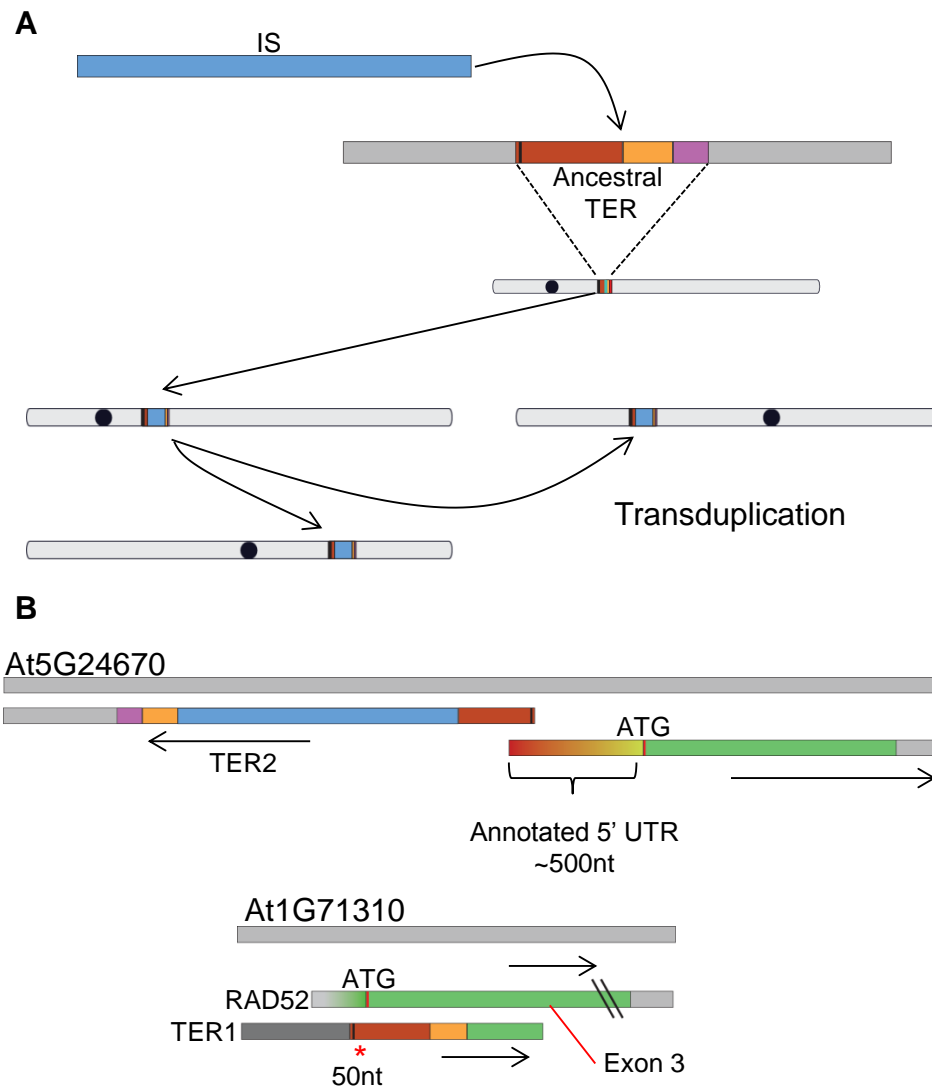 A
IS
Ancestral
TER
Transduplication
B
At5G24670
ATG
TER2
Annotated 5’ UTR
~500nt
At1G71310
ATG
RAD52
TER1
*
50nt
Exon 3